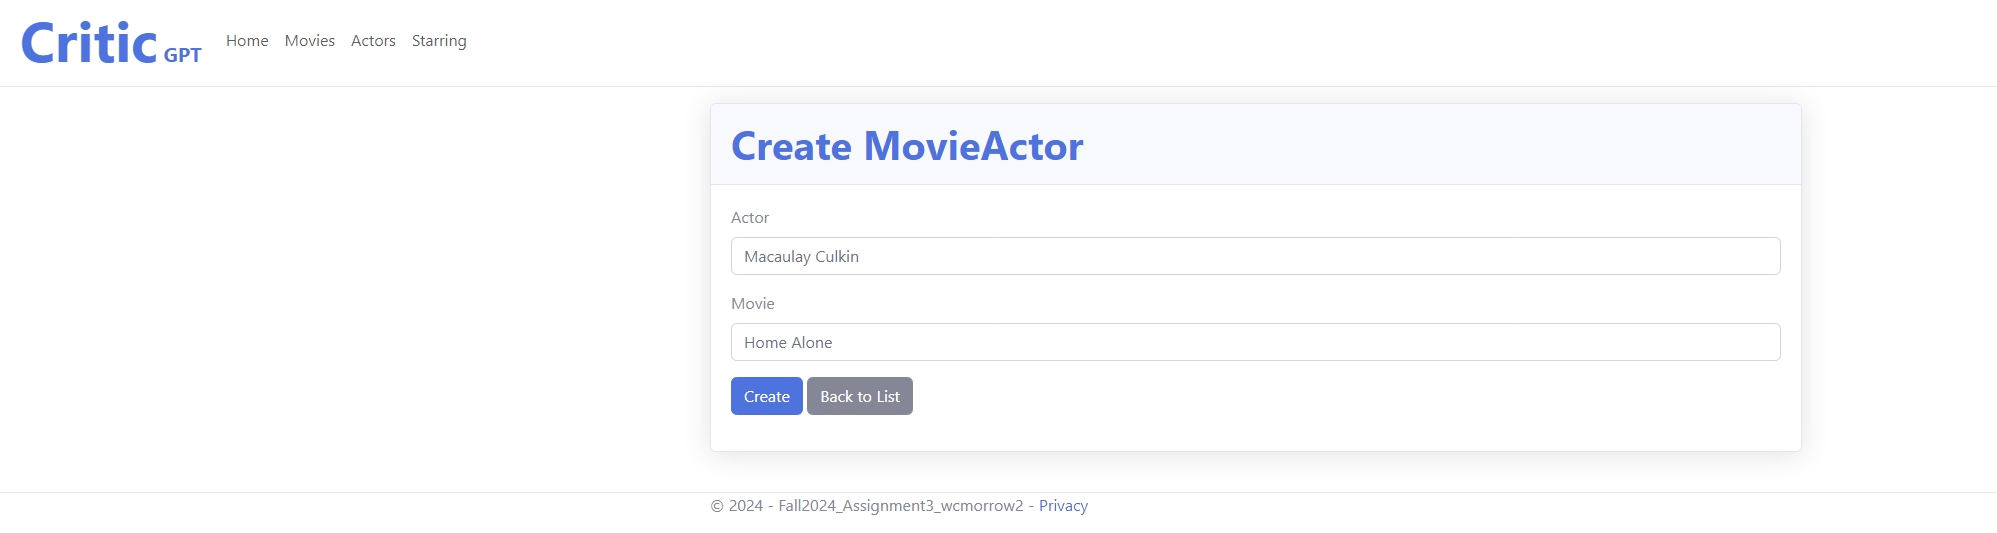 Critic GPT Home Movies Actors Starring
Create MovieActor
Actor
Macaulay Culkin
Movie
Home Alone
Create Back to List
© 2024 - Fall2024_Assignment3_wcmorrow2 - Privacy